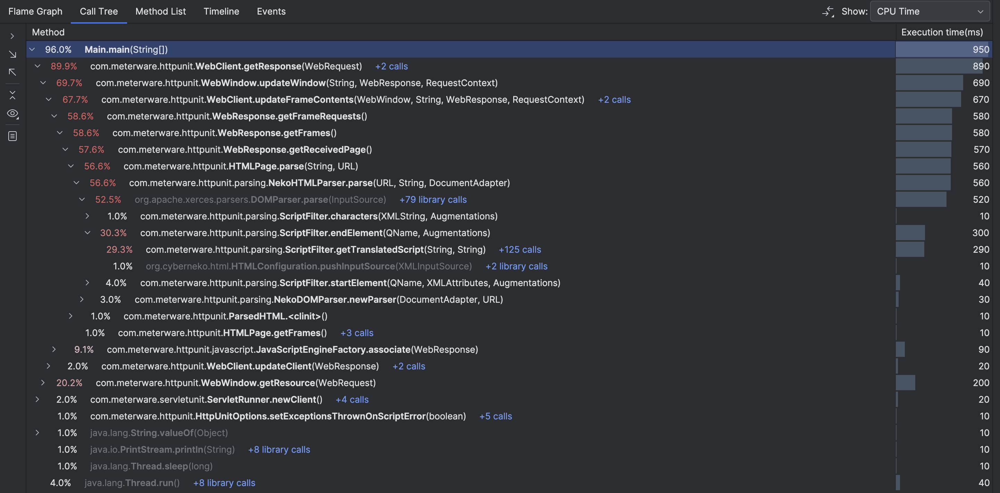 Flame Graph Call Tree Method List Timeline Events Show: CPU Time
Method Execution time(ms)
96.0% Main.main(String[]) 950
89.9% com.meterware.httpunit.WebClient.getResponse(WebRequest) +2 calls 890
69.7% com.meterware.httpunit.WebWindow.updateWindow(String, WebResponse, RequestContext) 690
67.7% com.meterware.httpunit.WebClient.updateFrameContents(WebWindow, String, WebResponse, RequestContext) +2 calls 670
58.6% com.meterware.httpunit.WebResponse.getFrameRequests() 580
58.6% com.meterware.httpunit.WebResponse.getFrames() 580
57.6% com.meterware.httpunit.WebResponse.getReceivedPage() 570
56.6% com.meterware.httpunit.HTMLPage.parse(String, URL) 560
56.6% com.meterware.httpunit.parsing.NekoHTMLParser.parse(URL, String, DocumentAdapter) 560
52.5% org.apache.xerces.parsers.DOMParser.parse(InputSource) +79 library calls 520
1.0% com.meterware.httpunit.parsing.ScriptFilter.characters(XMLString, Augmentations) 10
30.3% com.meterware.httpunit.parsing.ScriptFilter.endElement(QName, Augmentations) 300
29.3% com.meterware.httpunit.parsing.ScriptFilter.getTranslatedScript(String, String) +125 calls 290
1.0% org.cyberneko.html.HTMLConfiguration.pushInputSource(XMLInputSource) +2 library calls 10
4.0% com.meterware.httpunit.parsing.ScriptFilter.startElement(QName, XMLAttributes, Augmentations) 40
3.0% com.meterware.httpunit.parsing.NekoDOMParser.newParser(DocumentAdapter, URL) 30
1.0% com.meterware.httpunit.ParsedHTML.<clinit>() 10
1.0% com.meterware.httpunit.HTMLPage.getFrames() +3 calls 10
9.1% com.meterware.httpunit.javascript.JavaScriptEngineFactory.associate(WebResponse) 90
2.0% com.meterware.httpunit.WebClient.updateClient(WebResponse) +2 calls 20
20.2% com.meterware.httpunit.WebWindow.getResource(WebRequest) 200
2.0% com.meterware.servletunit.ServletRunner.newClient() +4 calls 20
1.0% com.meterware.httpunit.HttpUnitOptions.setExceptionsThrownOnScriptError(boolean) +5 calls 10
1.0% java.lang.String.valueOf(Object) 10
1.0% java.io.PrintStream.println(String) +8 library calls 10
1.0% java.lang.Thread.sleep(long) 10
4.0% java.lang.Thread.run() +8 library calls 40